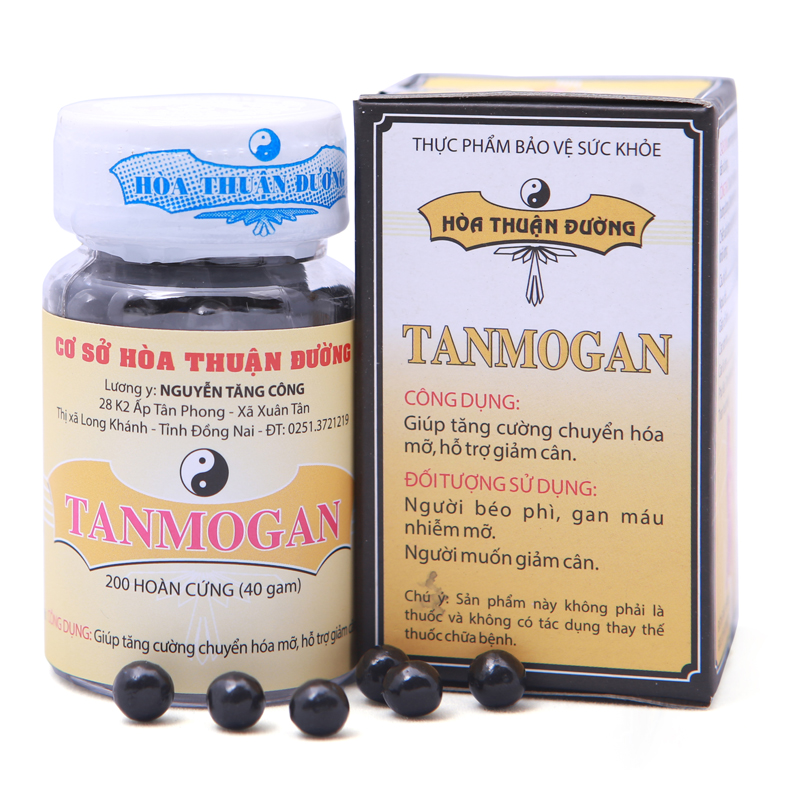 HÒA THUẬN ĐƯỜNG
CƠ SỞ HÒA THUẬN ĐƯỜNG
Lương y: NGUYỄN TĂNG CÔNG
28 K2 Ấp Tân Phong - Xã Xuân Tân
Thị xã Long Khánh - Tỉnh Đồng Nai - ĐT: 0251.3721219
TANMOGAN
200 HOÀN CỨNG (40 gam)
CÔNG DỤNG: Giúp tăng cường chuyển hóa mỡ, hỗ trợ giảm
THỰC PHẨM BẢO VỆ SỨC KHỎE
HÒA THUẬN ĐƯỜNG
TANMOGAN
CÔNG DỤNG:
Giúp tăng cường chuyển hóa
mỡ, hỗ trợ giảm cân.
ĐỐI TƯỢNG SỬ DỤNG:
Người béo phì, gan máu
nhiễm mỡ.
Người muốn giảm cân.
Chú ý: Sản phẩm này không phải là
thuốc và không có tác dụng thay thế
thuốc chữa bệnh.